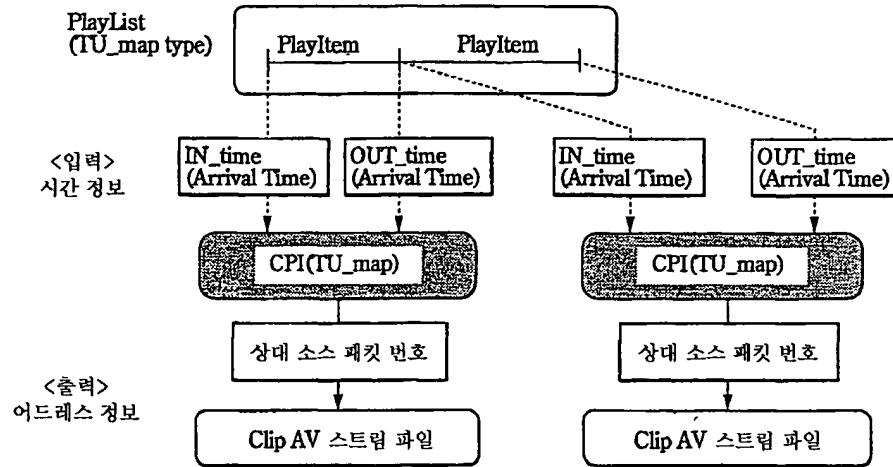 PlayList
(TU_map type)
PlayItem
PlayItem
<입력>
시간 정보
IN_time
(Arrival Time)
OUT_time
(Arrival Time)
IN_time
(Arrival Time)
OUT_time
(Arrival Time)
CPI(TU_map)
CPI(TU_map)
상대 소스 패킷 번호
상대 소스 패킷 번호
<출력>
어드레스 정보
Clip AV 스트림 파일
Clip AV 스트림 파일